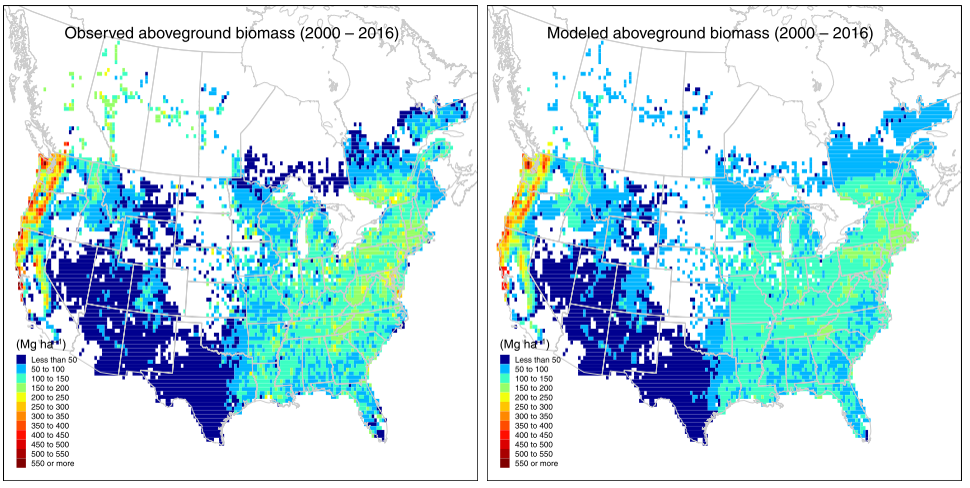 Observed aboveground biomass (2000 – 2016)
(Mg ha⁻¹)
Less than 50
50 to 100
100 to 150
150 to 200
200 to 250
250 to 300
300 to 350
350 to 400
400 to 450
450 to 500
500 to 550
550 or more
Modeled aboveground biomass (2000 – 2016)
(Mg ha⁻¹)
Less than 50
50 to 100
100 to 150
150 to 200
200 to 250
250 to 300
300 to 350
350 to 400
400 to 450
450 to 500
500 to 550
550 or more